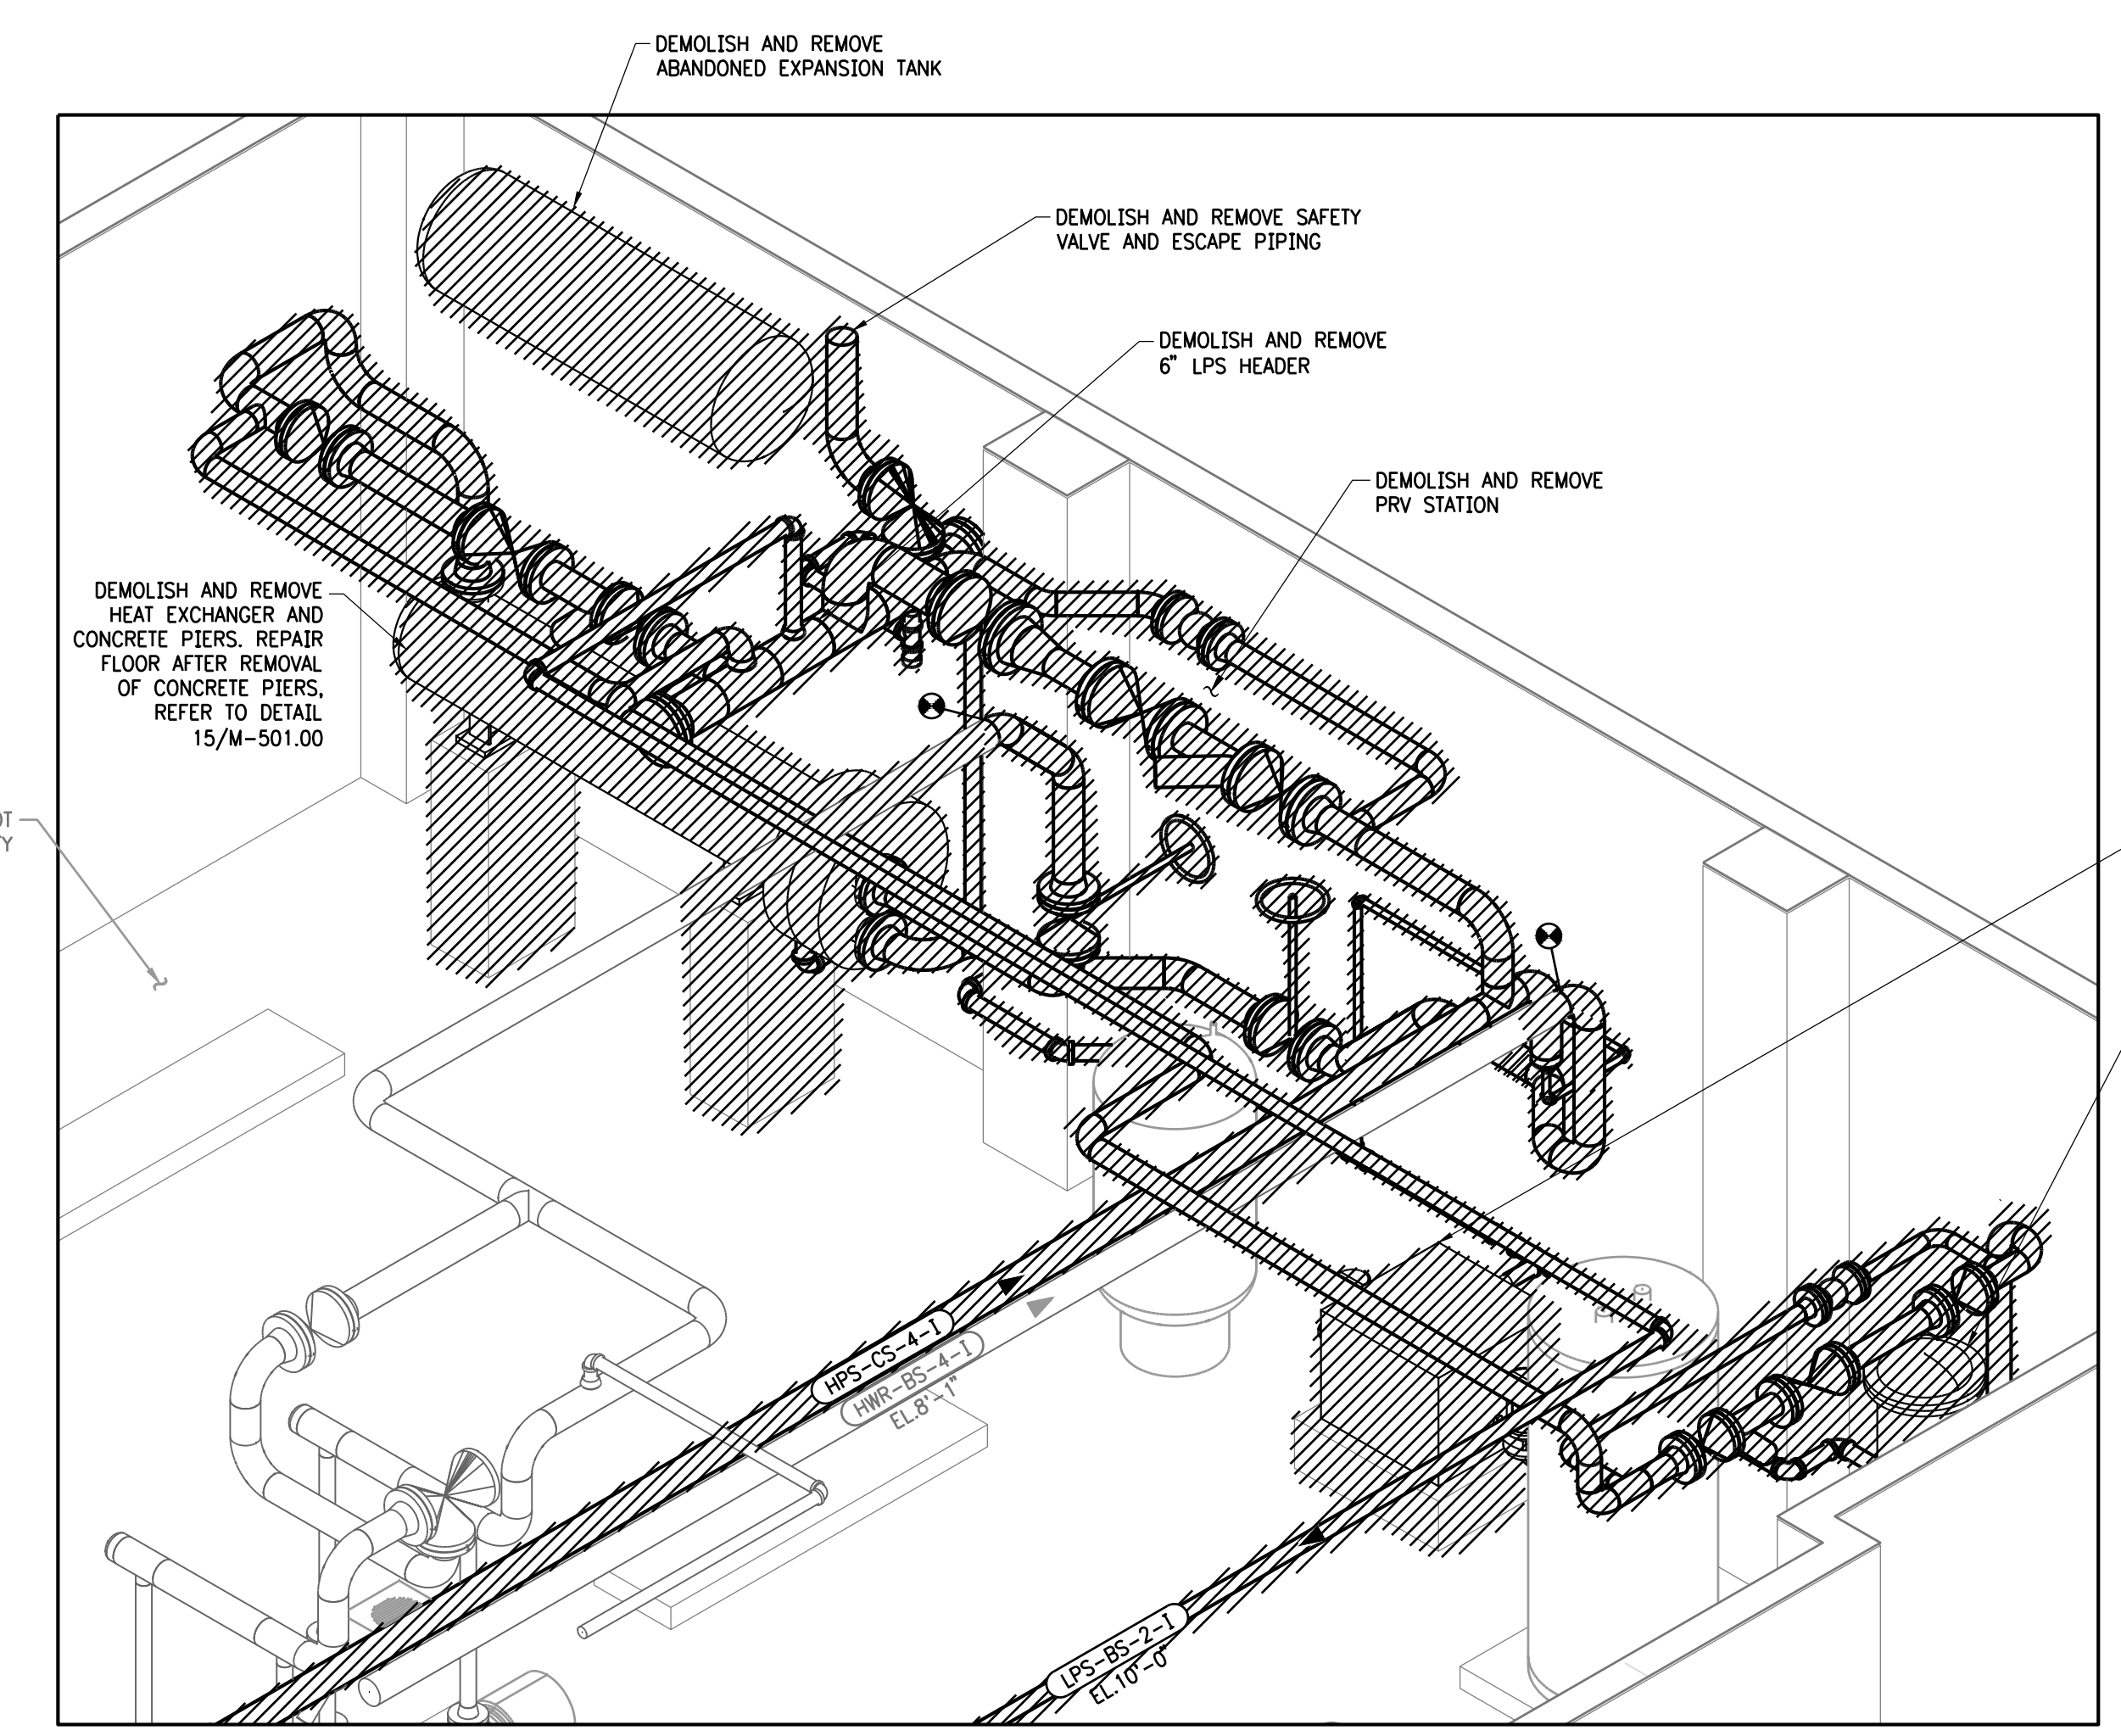 DEMOLISH AND REMOVE
ABANDONED EXPANSION TANK
DEMOLISH AND REMOVE SAFETY
VALVE AND ESCAPE PIPING
DEMOLISH AND REMOVE
6" LPS HEADER
DEMOLISH AND REMOVE
PRV STATION
DEMOLISH AND REMOVE
HEAT EXCHANGER AND
CONCRETE PIERS. REPAIR
FLOOR AFTER REMOVAL
OF CONCRETE PIERS,
REFER TO DETAIL
15/M-501.00
HPS-CS-4-I
HWR-BS-4-I
EL.8'-1"
LPS-BS-2-I
EL.10'-0"